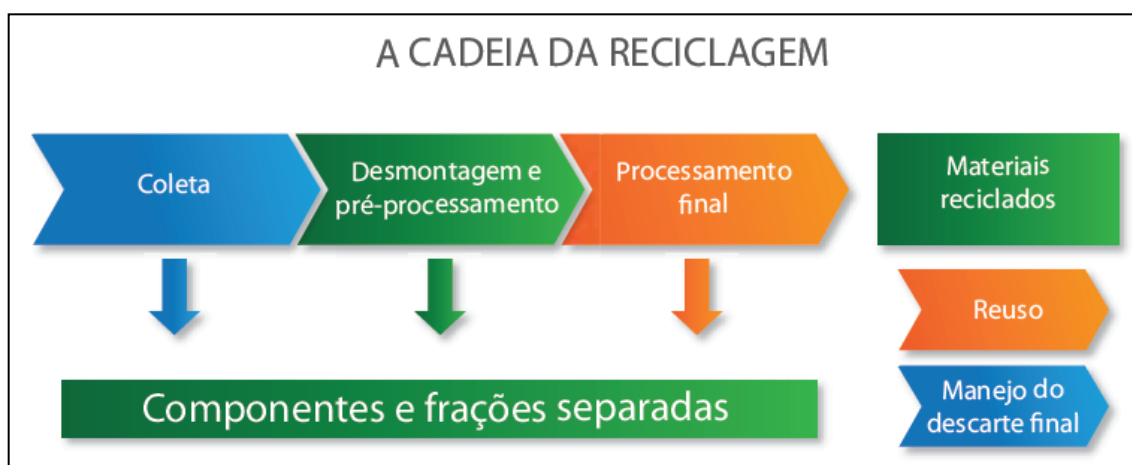 A CADEIA DA RECICLAGEM
Coleta
Desmontagem e
pré-processamento
Processamento
final
Materiais
reciclados
Reuso
Componentes e frações separadas
Manejo do
descarte final